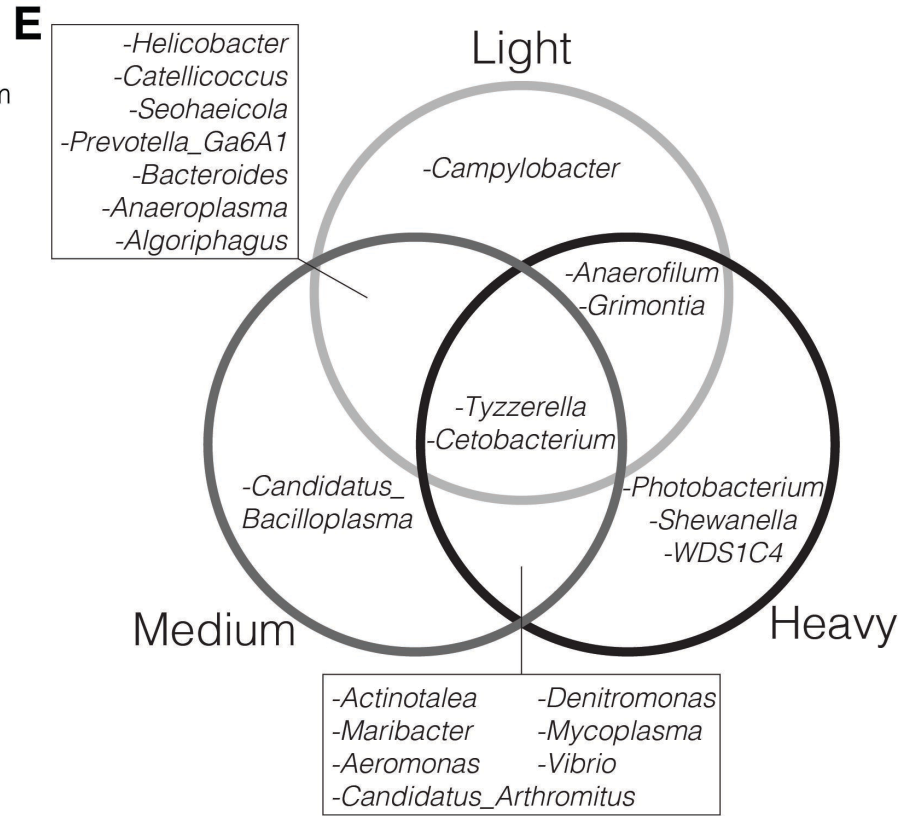 E
m
-Helicobacter
-Catellicoccus
-Seohaeicola
-Prevotella_Ga6A1
-Bacteroides
-Anaeroplasma
-Algoriphagus
Light
-Campylobacter
-Anaerofilum
-Grimontia
-Tyzzerella
-Cetobacterium
-Candidatus_
Bacilloplasma
-Photobacterium
-Shewanella
-WDS1C4
Medium
Heavy
-Actinotalea -Denitromonas
-Maribacter -Mycoplasma
-Aeromonas -Vibrio
-Candidatus_Arthromitus